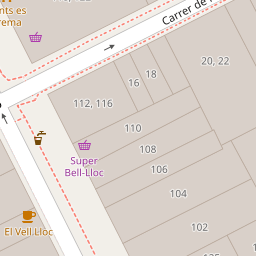 nts es
rema
Carrer de
20, 22
18
16
112, 116
110
108
Super
Bell-Lloc
106
104
El Vell Lloc
102